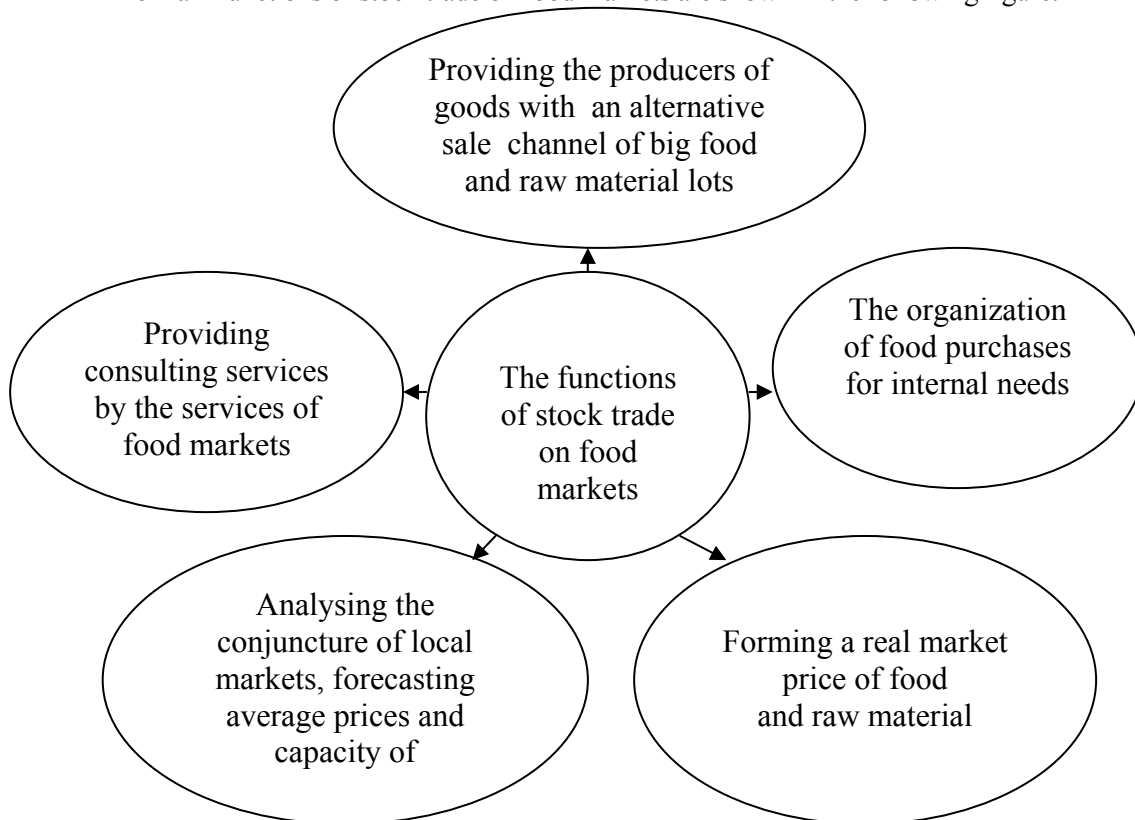 functions of stock trade on food markets are shown in the following figure.
Providing the producers of
goods with an alternative
sale channel of big food
and raw material lots
Providing
consulting services
by the services of
food markets
The functions
of stock trade
on food
markets
The organization
of food purchases
for internal needs
Analysing the
conjuncture of local
markets, forecasting
average prices and
capacity of
Forming a real market
price of food
and raw material